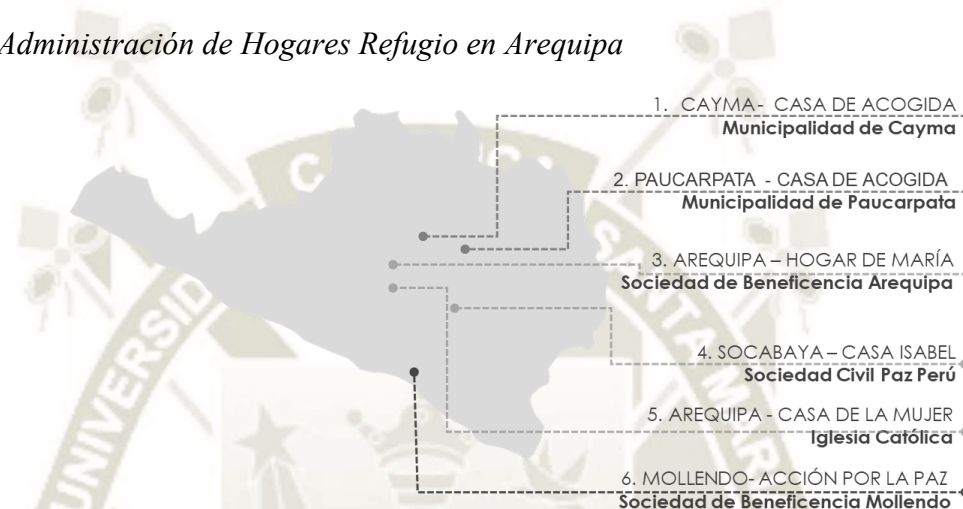 Administración de Hogares Refugio en Arequipa
1. CAYMA- CASA DE ACOGIDA
Municipalidad de Cayma
2. PAUCARPATA - CASA DE ACOGIDA
Municipalidad de Paucarpata
3. AREQUIPA – HOGAR DE MARÍA
Sociedad de Beneficencia Arequipa
4. SOCABAYA – CASA ISABEL
Sociedad Civil Paz Perú
5. AREQUIPA - CASA DE LA MUJER
Iglesia Católica
6. MOLLENDO- ACCIÓN POR LA PAZ
Sociedad de Beneficencia Mollendo